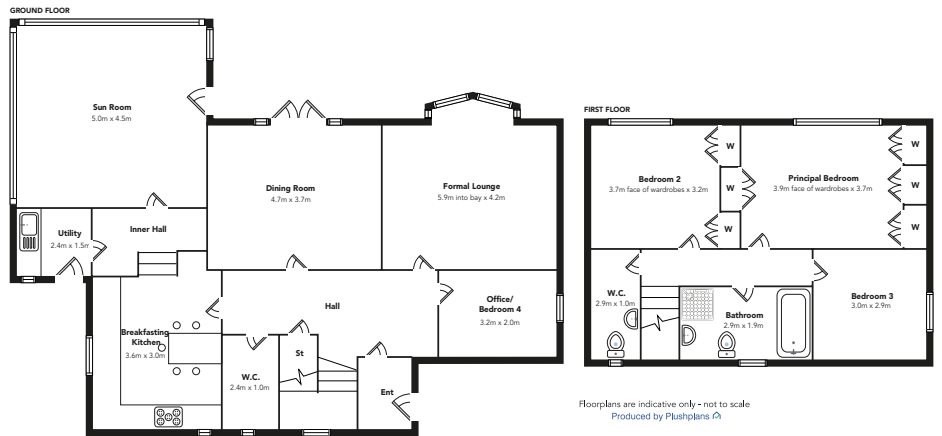 GROUND FLOOR
Sun Room
5.0m x 4.5m
Dining Room
4.7m x 3.7m
Formal Lounge
5.9m into bay x 4.2m
Utility
2.4m x 1.5m
Inner Hall
Hall
Office/
Bedroom 4
3.2m x 2.0m
Breakfasting
Kitchen
3.6m x 3.0m
W.C.
2.4m x 1.0m
St
Ent
FIRST FLOOR
Bedroom 2
3.7m face of wardrobes x 3.2m
W
W
W
Principal Bedroom
3.9m face of wardrobes x 3.7m
W
W
W
W.C.
2.9m x 1.0m
Bathroom
2.9m x 1.9m
Bedroom 3
3.0m x 2.9m
Floorplans are indicative only - not to scale
Produced by Plushplans